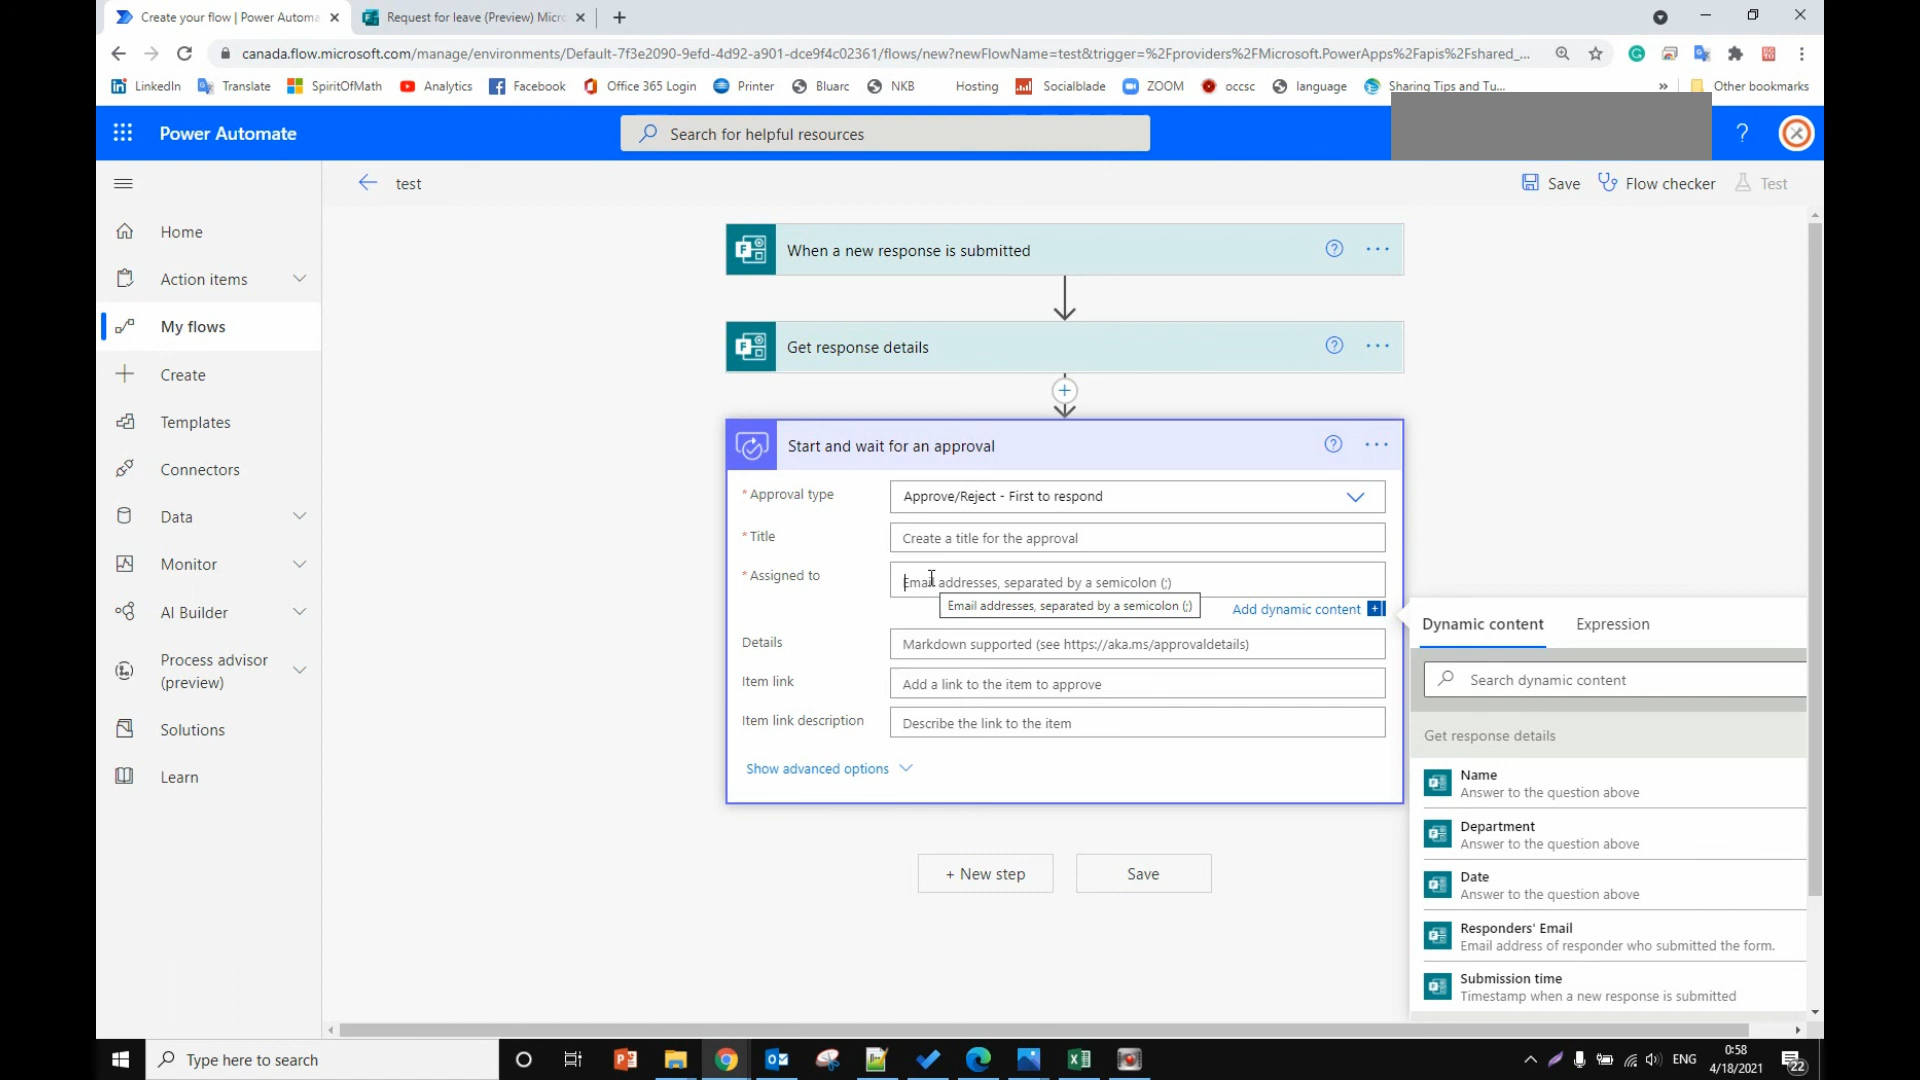 Create your flow | Power Automa
Request for leave (Preview) Micro
canada.flow.microsoft.com/manage/environments/Default-7f3e2090-9efd-4d92-a901-dce9f4c02361/flows/new?newFlowName=test&trigger=%2Fproviders%2FMicrosoft.PowerApps%2Fapis%2Fshared_...
LinkedIn Translate SpiritOfMath Analytics Facebook Office 365 Login Printer Bluarc NKB Hosting Socialblade ZOOM occsc language Sharing Tips and Tu... » Other bookmarks
Power Automate
Search for helpful resources
?
test
Save
Flow checker
Test
Home
Action items
My flows
Create
Templates
Connectors
Data
Monitor
AI Builder
Process advisor
(preview)
Solutions
Learn
When a new response is submitted
Get response details
Start and wait for an approval
* Approval type
Approve/Reject - First to respond
* Title
Create a title for the approval
* Assigned to
Email addresses, separated by a semicolon (;)
Email addresses, separated by a semicolon (;)
Add dynamic content
Details
Markdown supported (see https://aka.ms/approvaldetails)
Item link
Add a link to the item to approve
Item link description
Describe the link to the item
Show advanced options
+ New step
Save
Dynamic content
Expression
Search dynamic content
Get response details
Name
Answer to the question above
Department
Answer to the question above
Date
Answer to the question above
Responders' Email
Email address of responder who submitted the form.
Submission time
Timestamp when a new response is submitted
Type here to search
ENG
0:58
4/18/2021
22